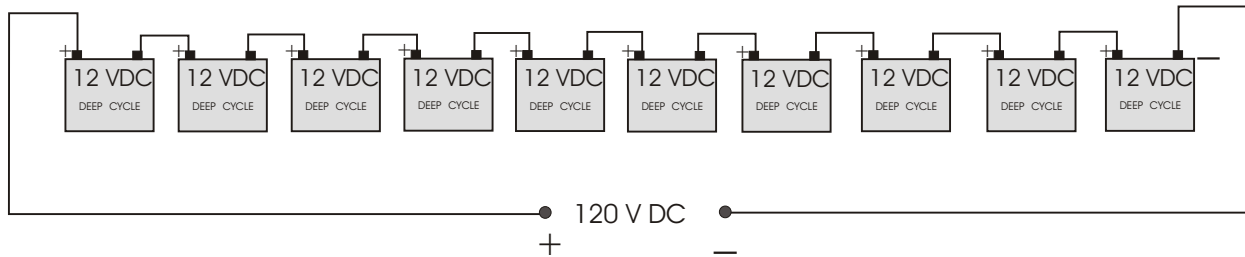 + + + + + + + + + +
12 VDC 12 VDC 12 VDC 12 VDC 12 VDC 12 VDC 12 VDC 12 VDC 12 VDC 12 VDC —
DEEP CYCLE DEEP CYCLE DEEP CYCLE DEEP CYCLE DEEP CYCLE DEEP CYCLE DEEP CYCLE DEEP CYCLE DEEP CYCLE DEEP CYCLE
120 V DC
+ —